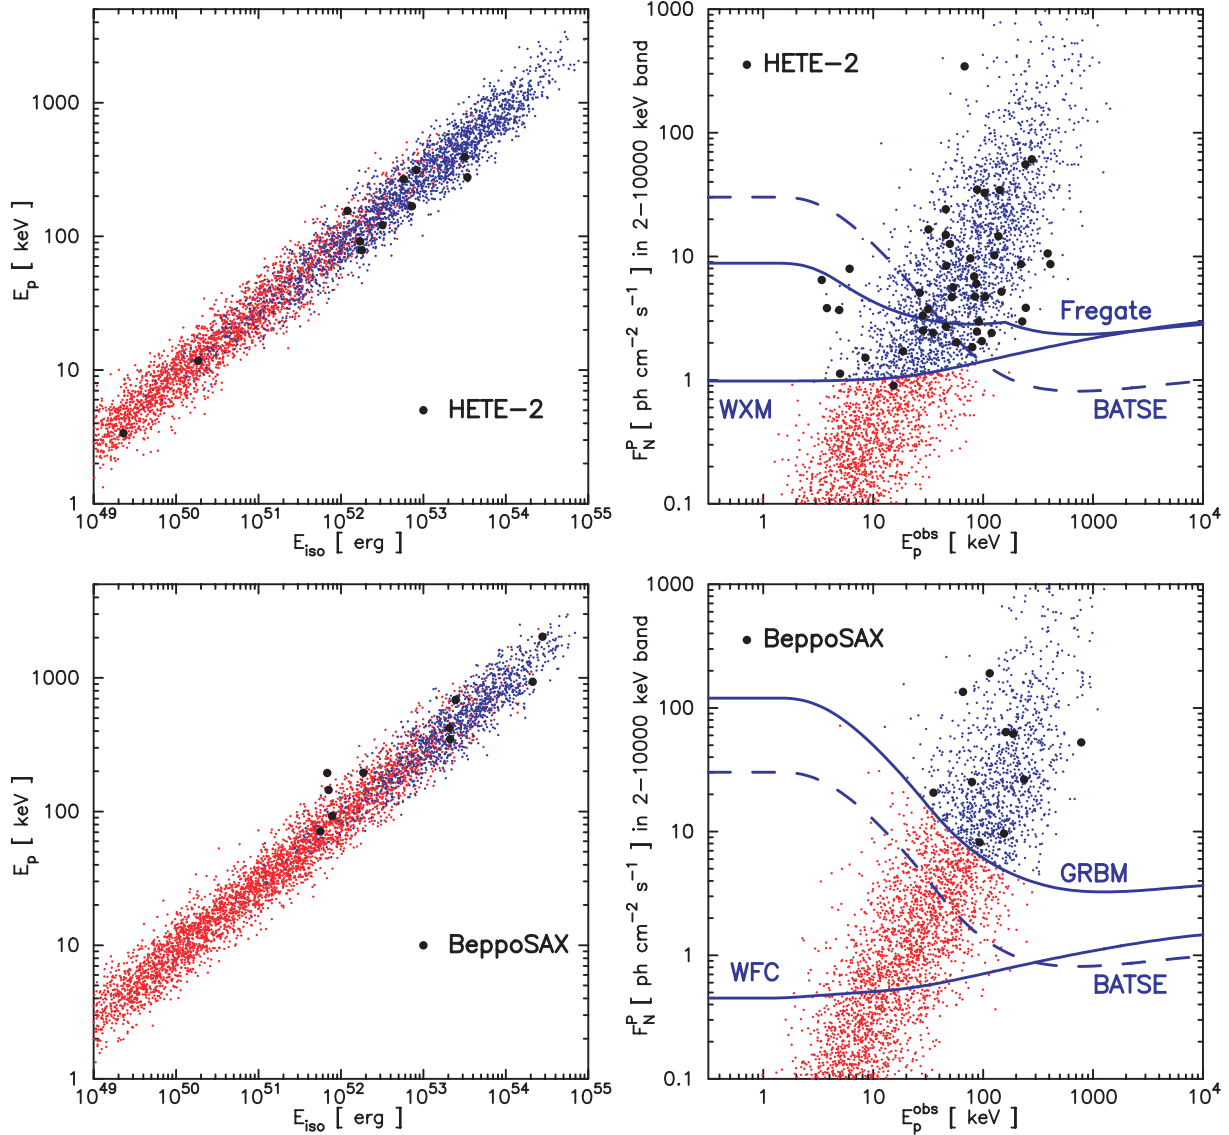 1000
100
10
1
E_p [ keV ]
HETE-2
10^49 10^50 10^51 10^52 10^53 10^54 10^55
E_iso [ erg ]
1000
100
10
1
0.1
F_N^P [ ph cm^-2 s^-1 ] in 2-10000 keV band
HETE-2
Fregate
WXM
BATSE
1 10 100 1000 10^4
E_p^obs [ keV ]
1000
100
10
1
E_p [ keV ]
BeppoSAX
10^49 10^50 10^51 10^52 10^53 10^54 10^55
E_iso [ erg ]
1000
100
10
1
0.1
F_N^P [ ph cm^-2 s^-1 ] in 2-10000 keV band
BeppoSAX
GRBM
WFC
BATSE
1 10 100 1000 10^4
E_p^obs [ keV ]